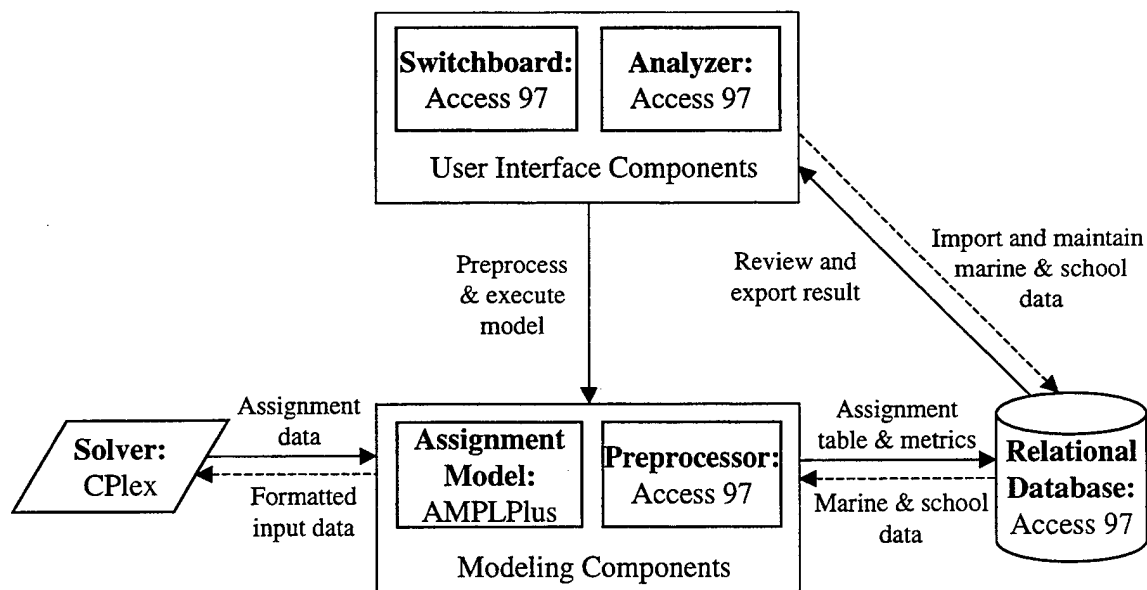 Switchboard:
Access 97
Analyzer:
Access 97
User Interface Components
Preprocess
& execute
model
Review and
export result
Import and maintain
marine & school
data
Solver:
CPlex
Assignment
data
Formatted
input data
Assignment
Model:
AMPLPlus
Preprocessor:
Access 97
Modeling Components
Assignment
table & metrics
Marine & school
data
Relational
Database:
Access 97